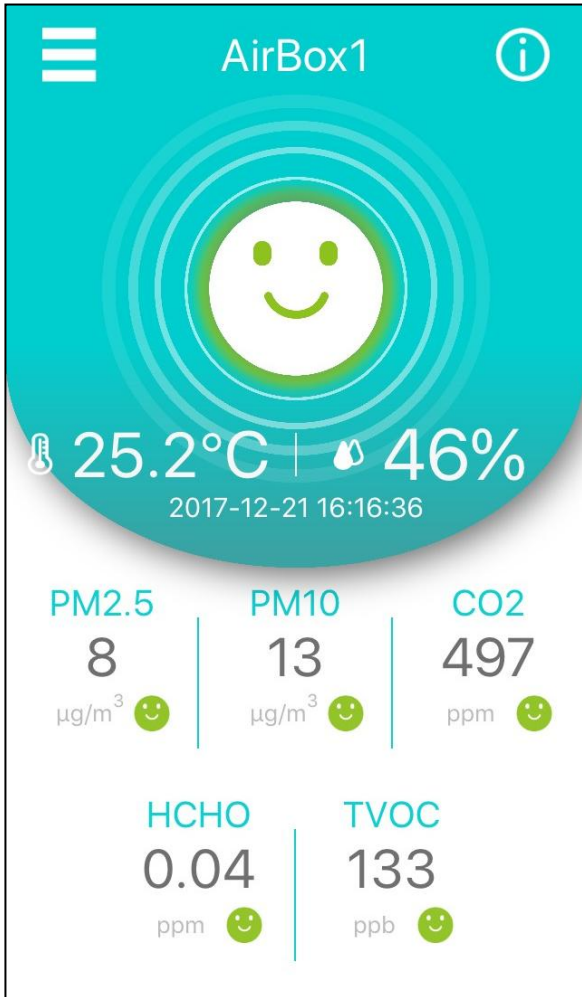 AirBox1
25.2°C 46%
2017-12-21 16:16:36
PM2.5 PM10 CO2
8 13 497
µg/m³ µg/m³ ppm
HCHO TVOC
0.04 133
ppm ppb